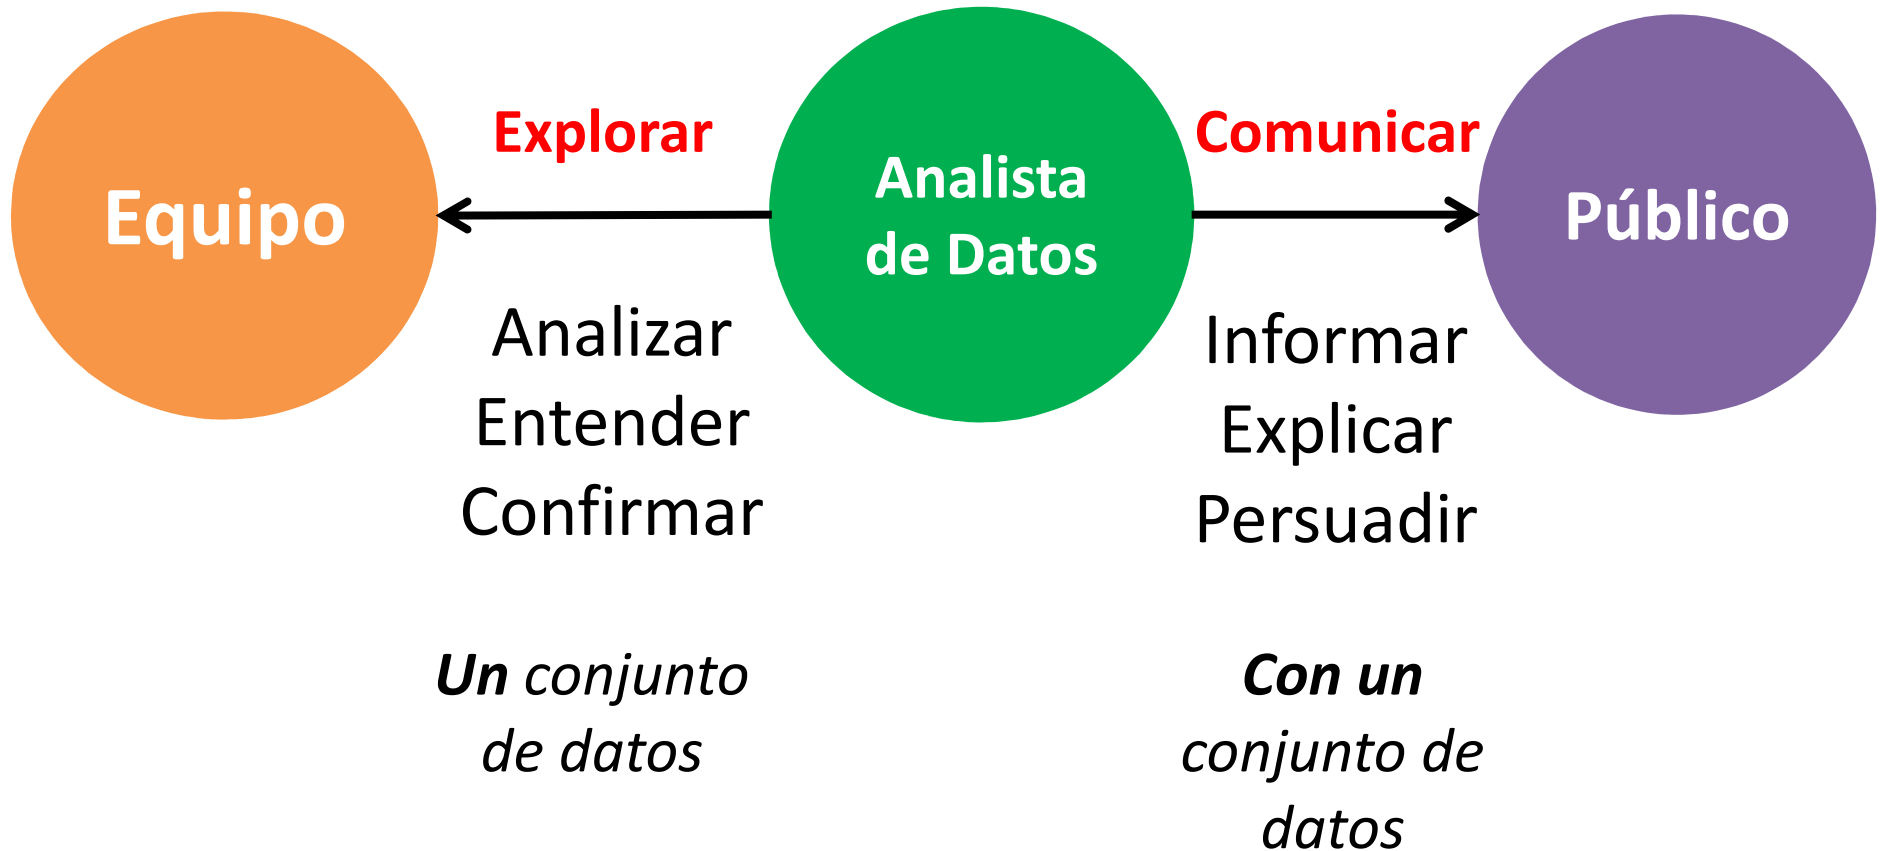 Equipo
Explorar
Analizar
Entender
Confirmar
Un conjunto
de datos
Analista
de Datos
Comunicar
Informar
Explicar
Persuadir
Con un
conjunto de
datos
Público